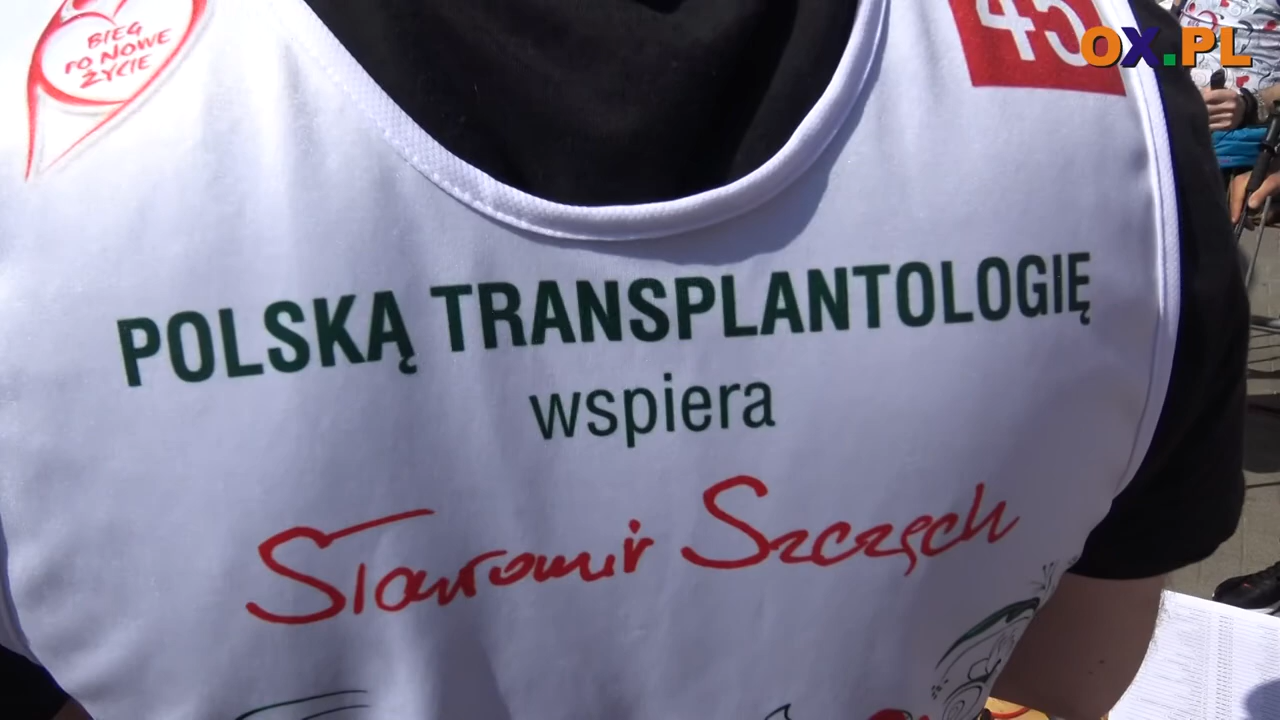 BIEG
PO NOWE
ŻYCIE
45
OX.PL
POLSKĄ TRANSPLANTOLOGIĘ
wspiera
Sławomir Szczęch